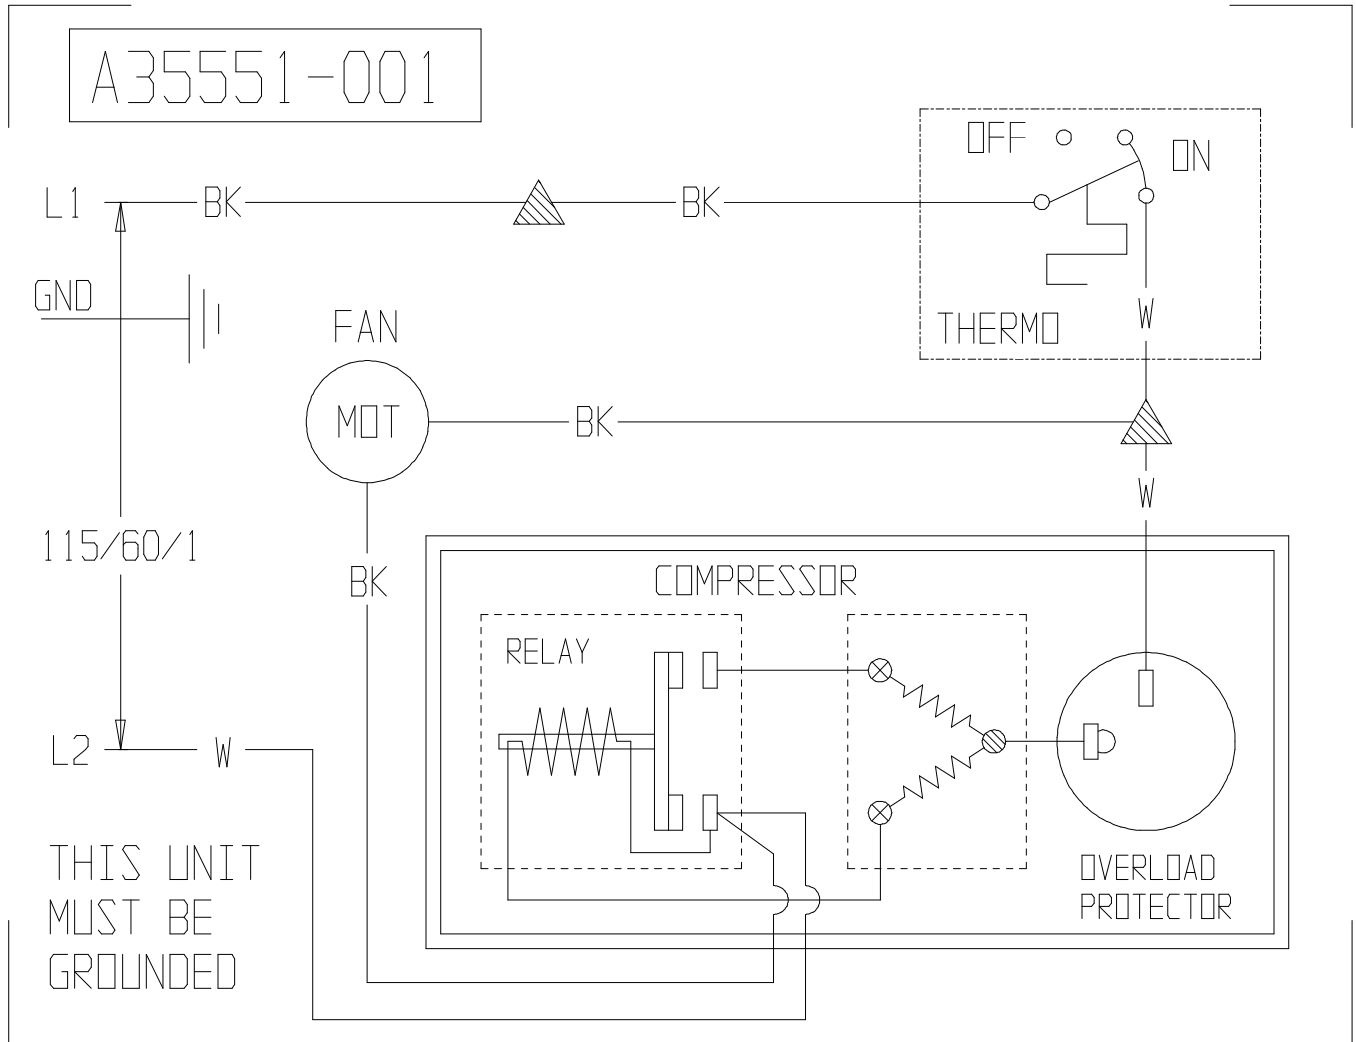 A35551-001
OFF
ON
L1
BK
BK
GND
THERMO
W
FAN
MOT
BK
W
115/60/1
BK
COMPRESSOR
RELAY
L2
W
THIS UNIT
MUST BE
GROUNDED
OVERLOAD
PROTECTOR